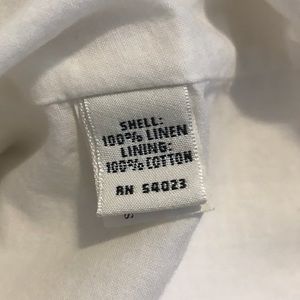 SHELL:
100% LINEN
LINING:
100% COTTON
RN 54023
S